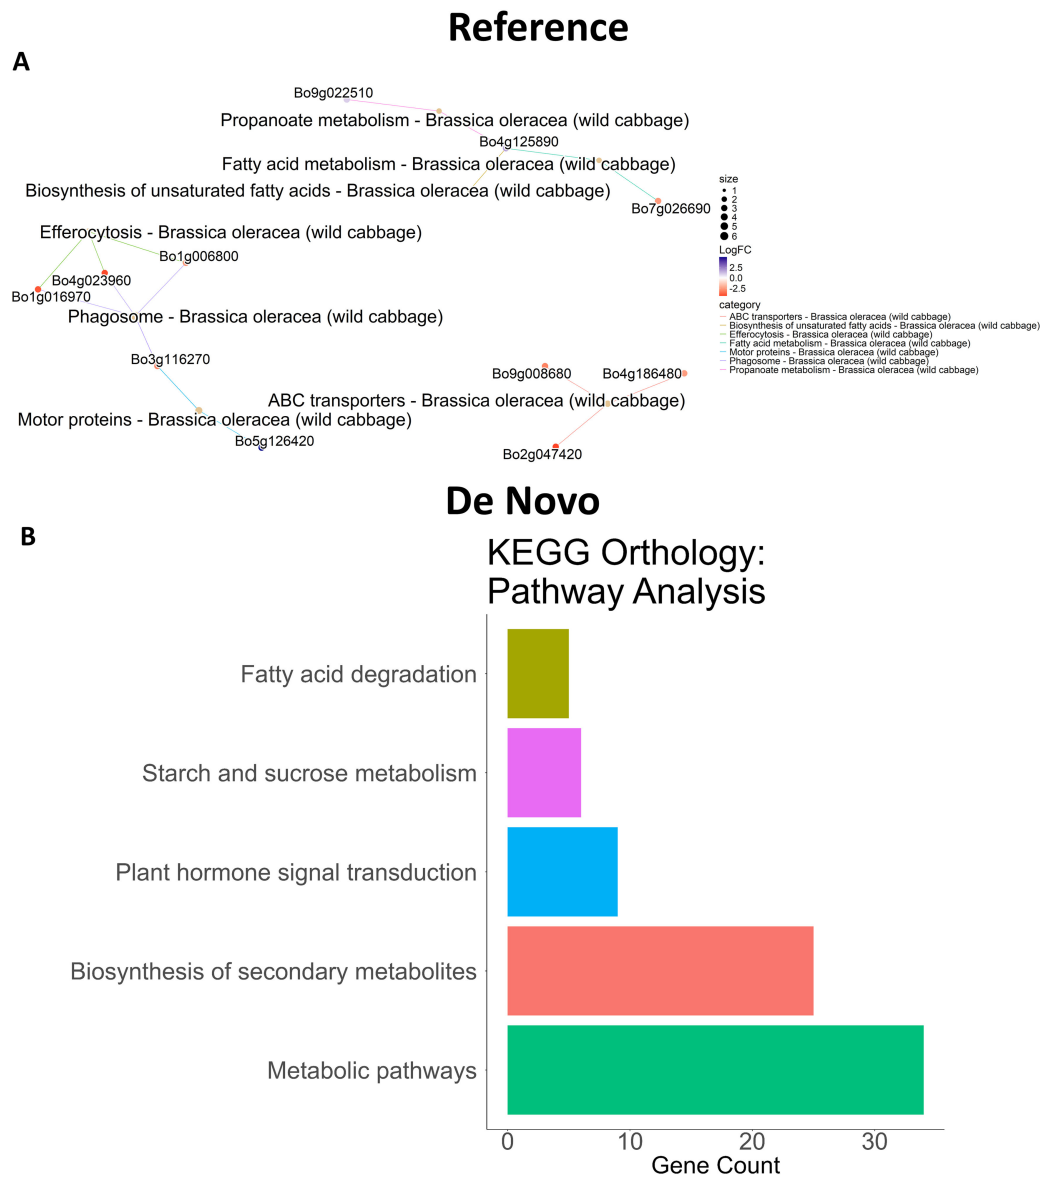 Reference
A
Bo9g022510
Propanoate metabolism - Brassica oleracea (wild cabbage)
Bo4g125890
Fatty acid metabolism - Brassica oleracea (wild cabbage)
Biosynthesis of unsaturated fatty acids - Brassica oleracea (wild cabbage)
Bo7g026690
Efferocytosis - Brassica oleracea (wild cabbage)
Bo1g006800
Bo4g023960
Bo1g016970
Phagosome - Brassica oleracea (wild cabbage)
Bo3g116270
Bo9g008680
Bo4g186480
ABC transporters - Brassica oleracea (wild cabbage)
Motor proteins - Brassica oleracea (wild cabbage)
Bo5g126420
Bo2g047420
size
1
2
3
4
5
6
LogFC
2.5
0.0
-2.5
category
ABC transporters - Brassica oleracea (wild cabbage)
Biosynthesis of unsaturated fatty acids - Brassica oleracea (wild cabbage)
Efferocytosis - Brassica oleracea (wild cabbage)
Fatty acid metabolism - Brassica oleracea (wild cabbage)
Motor proteins - Brassica oleracea (wild cabbage)
Phagosome - Brassica oleracea (wild cabbage)
Propanoate metabolism - Brassica oleracea (wild cabbage)
De Novo
B
KEGG Orthology:
Pathway Analysis
Fatty acid degradation
Starch and sucrose metabolism
Plant hormone signal transduction
Biosynthesis of secondary metabolites
Metabolic pathways
0 10 20 30
Gene Count